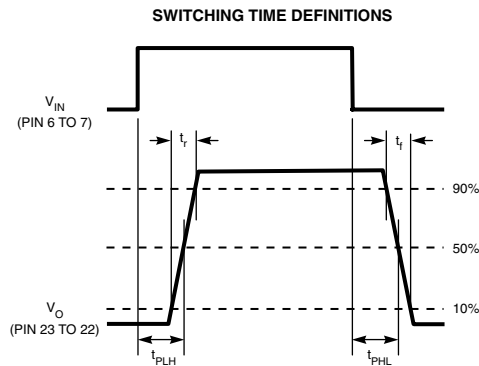 SWITCHING TIME DEFINITIONS
V_IN
(PIN 6 TO 7)
t_r
t_f
90%
50%
10%
V_O
(PIN 23 TO 22)
t_PLH
t_PHL